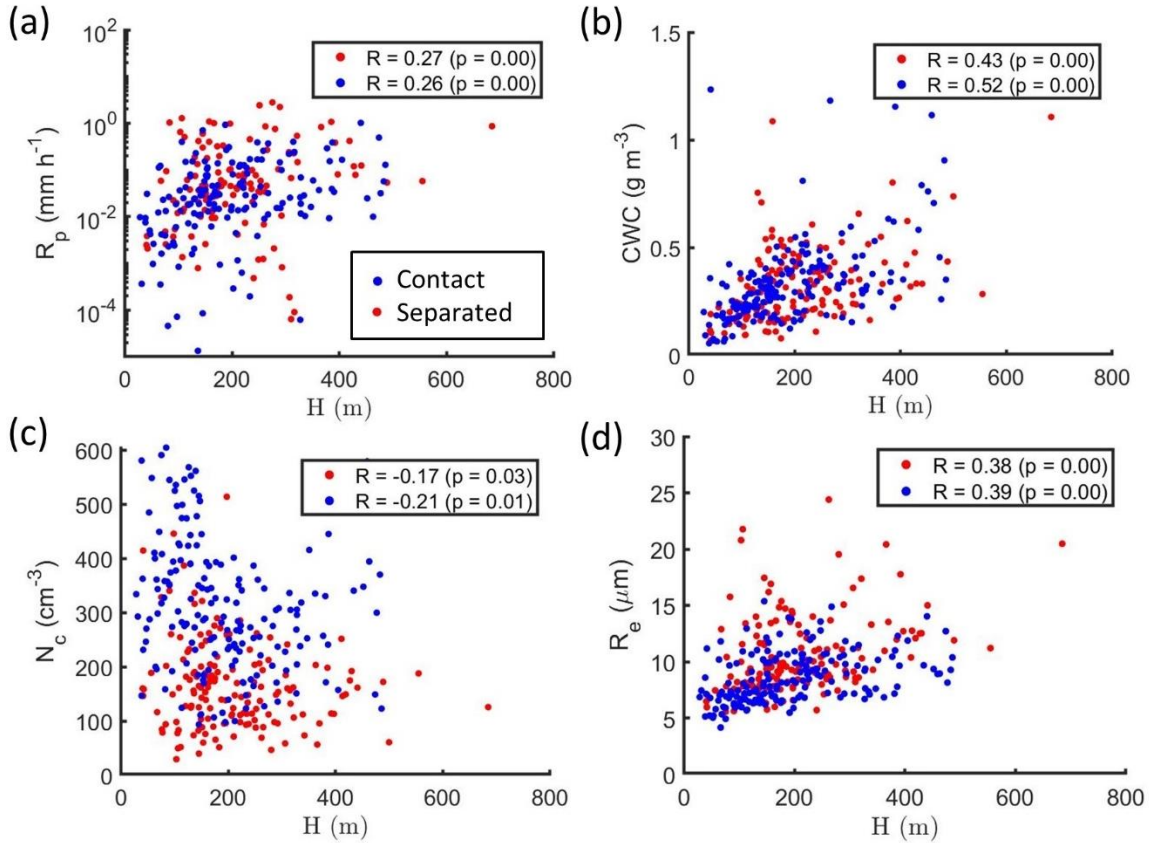 (a)
10²
10⁰
10⁻²
10⁻⁴
R_p (mm h⁻¹)
R = 0.27 (p = 0.00)
R = 0.26 (p = 0.00)
Contact
Separated
0 200 400 600 800
H (m)
(b)
1.5
1
0.5
0
CWC (g m⁻³)
R = 0.43 (p = 0.00)
R = 0.52 (p = 0.00)
0 200 400 600 800
H (m)
(c)
600
500
400
300
200
100
0
N_c (cm⁻³)
R = -0.17 (p = 0.03)
R = -0.21 (p = 0.01)
0 200 400 600 800
H (m)
(d)
30
25
20
15
10
5
0
R_e (μm)
R = 0.38 (p = 0.00)
R = 0.39 (p = 0.00)
0 200 400 600 800
H (m)